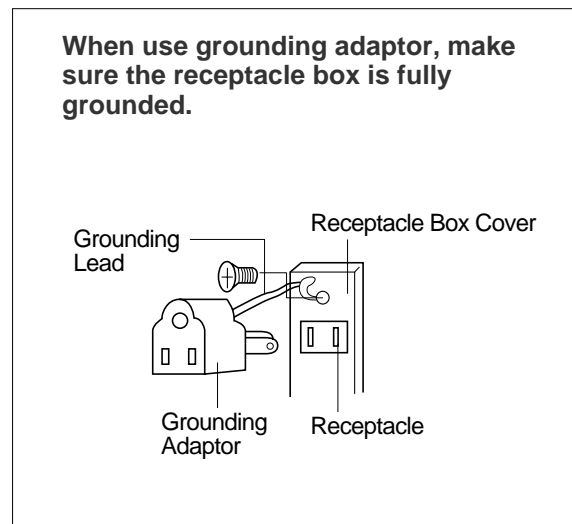 When use grounding adaptor, make
sure the receptacle box is fully
grounded.
Grounding
Lead
Receptacle Box Cover
Grounding
Adaptor
Receptacle